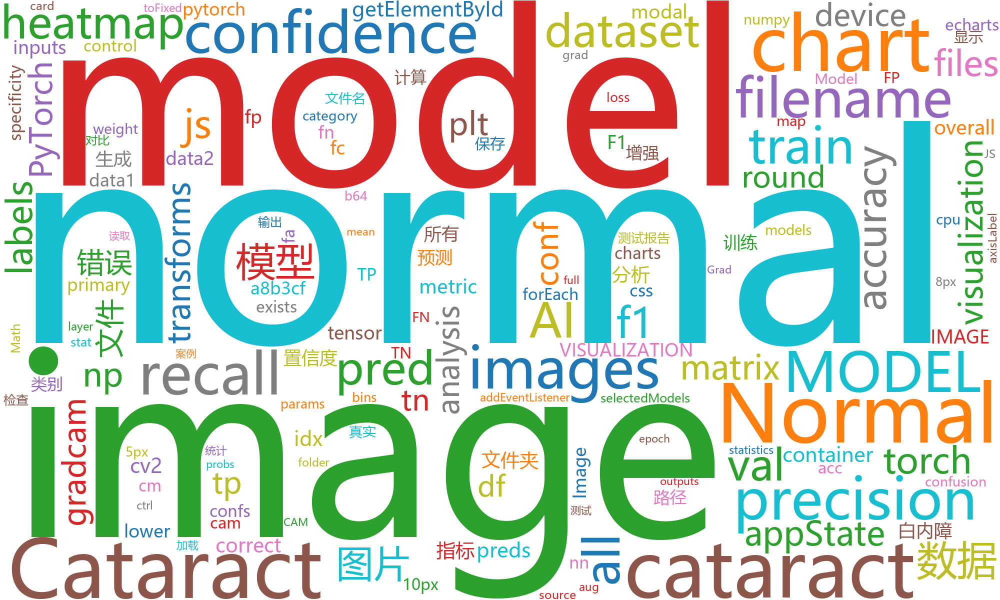 card
toFixed
pytorch
getElementById
heatmap
confidence
dataset
modal
numpy
device
echarts
显示
chart
inputs
control
grad
files
specificity
PyTorch
model
计算
filename
Model
FP
文件名
loss
js
fp
category
plt
map
overall
weight
对比
fn
fc
保存
F1
增强
train
visualization
JS
生成
data2
data1
round
accuracy
labels
transforms
normal
b64
输出
fa
mean
所有
conf
测试报告
训练
models
cpu
axisLabel
读取
错误
模型
预测
charts
TP
full
分析
Grad
primary
a8b3cf
metric
forEach
css
8px
exists
文件
AI
f1
analysis
FN
Math
layer
stat
tensor
IMAGE
案例
置信度
TN
VISUALIZATION
recall
pred
images
matrix
MODEL
np
类别
检查
gradcam
params
bins
tn
addEventListener
selectedModels
Normal
image
真实
idx
epoch
5px
统计
cv2
probs
folder
文件夹
Image
statistics
val
container
torch
acc
cm
tp
df
outputs
路径
confusion
precision
ctrl
confs
cam
CAM
测试
lower
appState
白内障
加载
correct
Cataract
图片
指标
preds
nn
all
cataract
数据
10px
source
aug